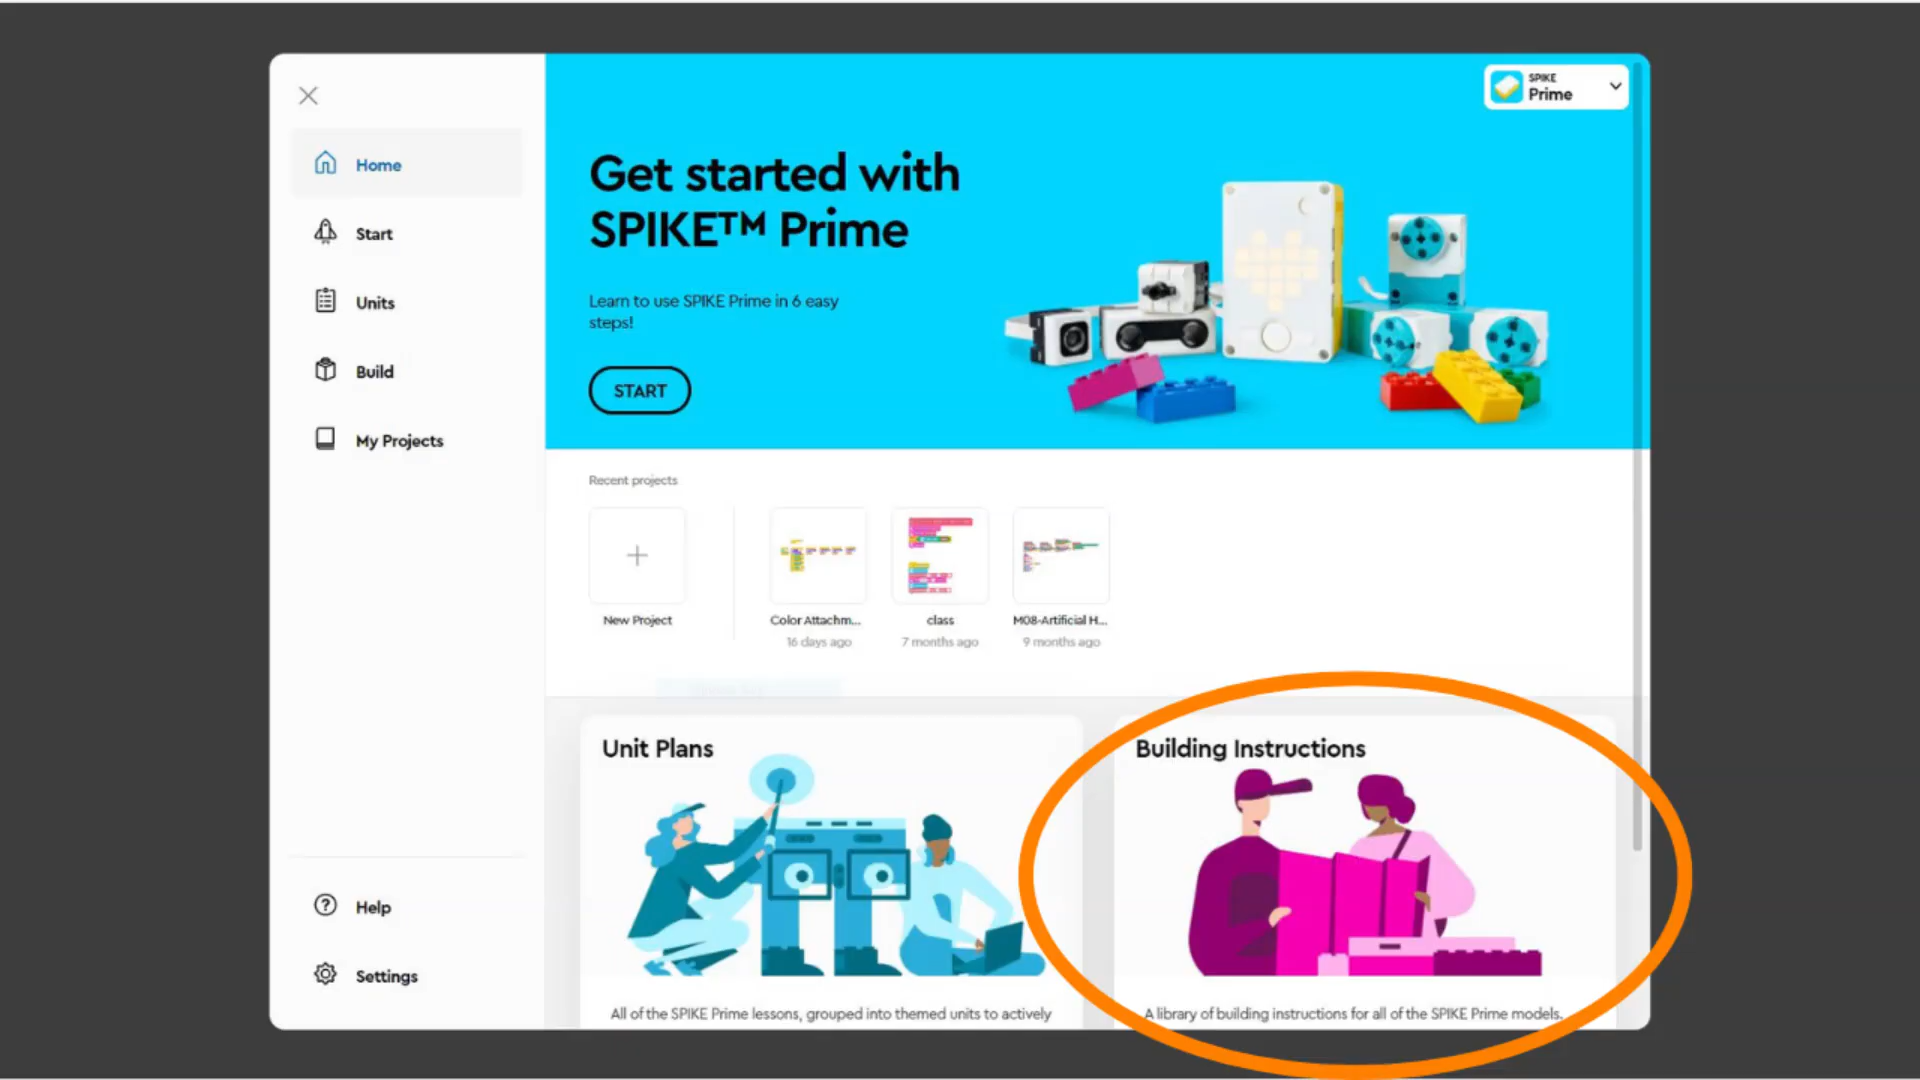 SPIKE
Prime
Home
Start
Units
Build
My Projects
Help
Settings
Get started with
SPIKE™ Prime
Learn to use SPIKE Prime in 6 easy
steps!
START
Recent projects
New Project
Color Attachm...
16 days ago
class
7 months ago
M08-Artificial H...
9 months ago
Unit Plans
All of the SPIKE Prime lessons, grouped into themed units to actively
Building Instructions
A library of building instructions for all of the SPIKE Prime models.